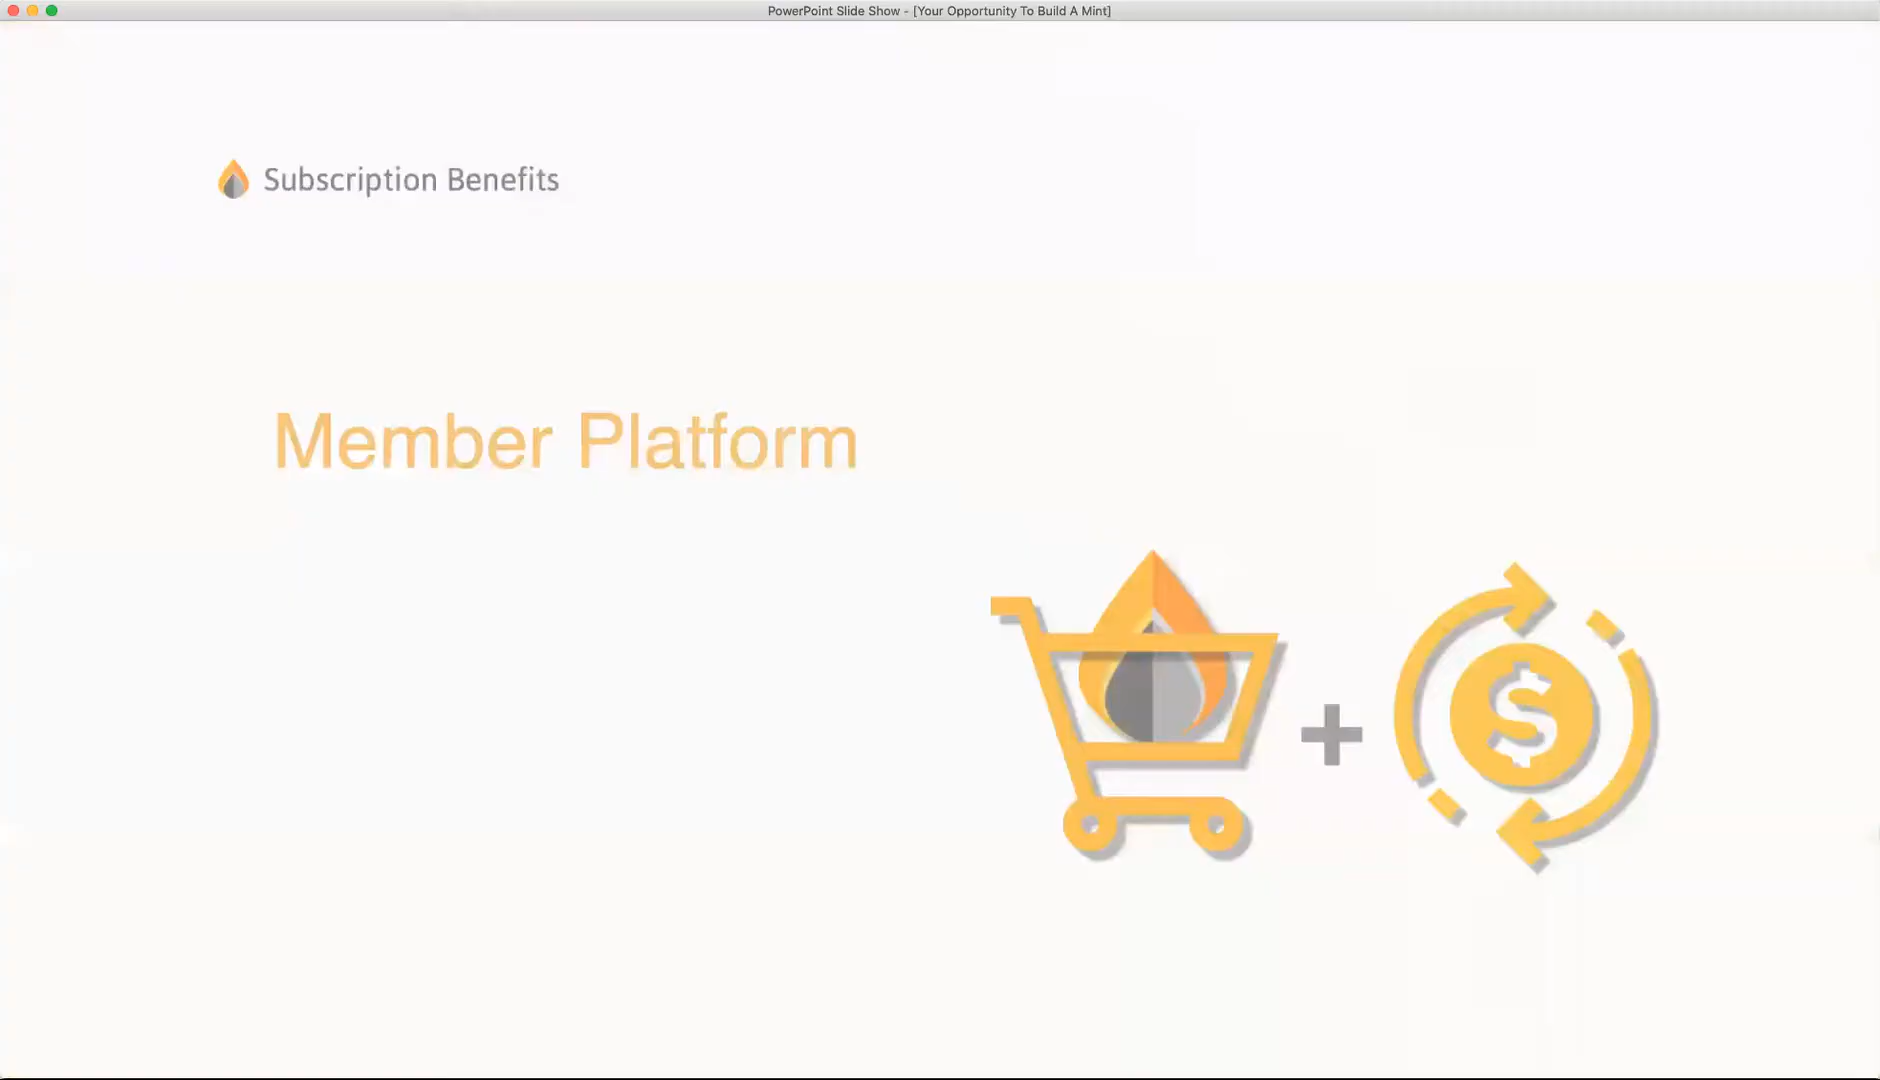 PowerPoint Slide Show - [Your Opportunity To Build A Mint]
Subscription Benefits
Member Platform